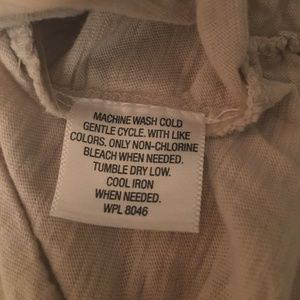 MACHINE WASH COLD
GENTLE CYCLE. WITH LIKE
COLORS. ONLY NON-CHLORINE
BLEACH WHEN NEEDED.
TUMBLE DRY LOW.
COOL IRON
WHEN NEEDED.
WPL 8046